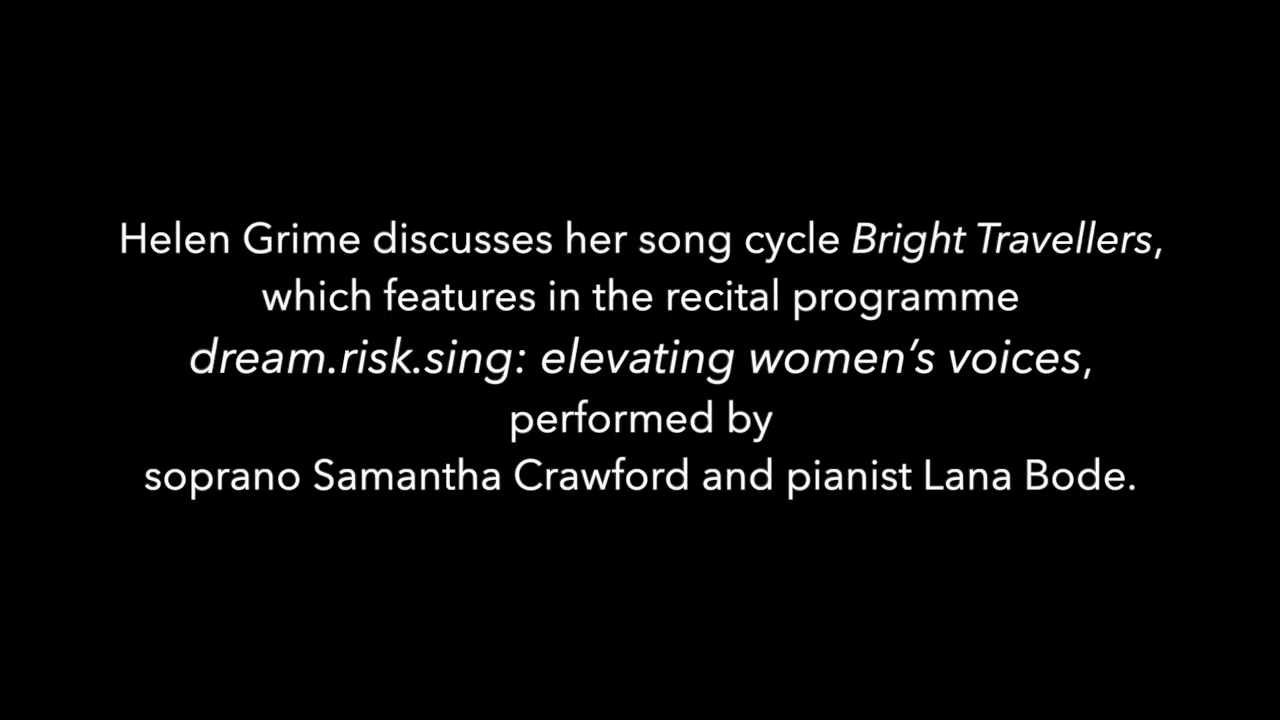 Helen Grime discusses her song cycle Bright Travellers,
which features in the recital programme
dream.risk.sing: elevating women’s voices,
performed by
soprano Samantha Crawford and pianist Lana Bode.